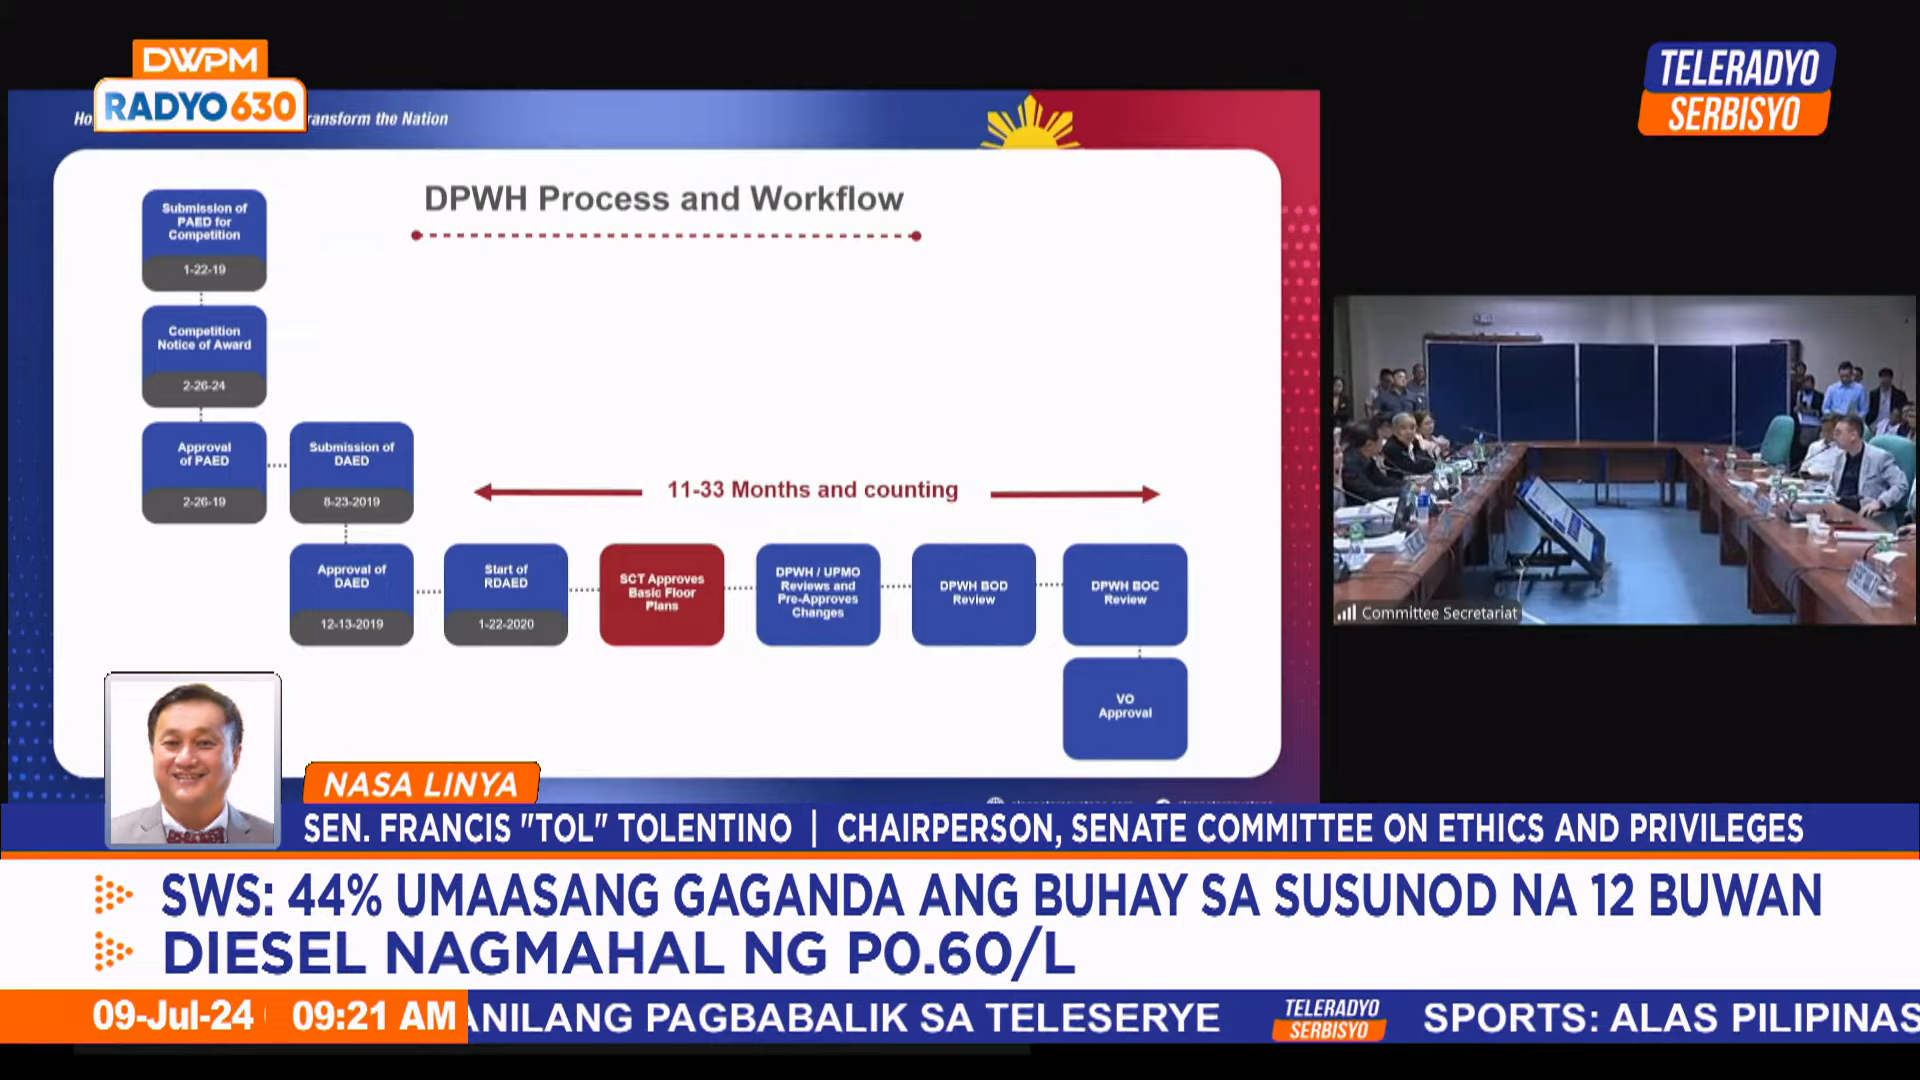 DWPM
RADYO 630
TELERADYO
SERBISYO
Ho
ransform the Nation
DPWH Process and Workflow
Submission of
PAED for
Competition
1-22-19
Competition
Notice of Award
2-26-24
Approval
of PAED
2-26-19
Submission of
DAED
8-23-2019
11-33 Months and counting
Approval of
DAED
12-13-2019
Start of
RDAED
1-22-2020
SCT Approves
Basic Floor
Plans
DPWH / UPMO
Reviews and
Pre-Approves
Changes
DPWH BOD
Review
DPWH BOC
Review
VO
Approval
Committee Secretariat
NASA LINYA
SEN. FRANCIS "TOL" TOLENTINO | CHAIRPERSON, SENATE COMMITTEE ON ETHICS AND PRIVILEGES
SWS: 44% UMAASANG GAGANDA ANG BUHAY SA SUSUNOD NA 12 BUWAN
DIESEL NAGMAHAL NG P0.60/L
09-Jul-24 09:21 AM
ANILANG PAGBABALIK SA TELESERYE
TELERADYO
SERBISYO
SPORTS: ALAS PILIPINAS